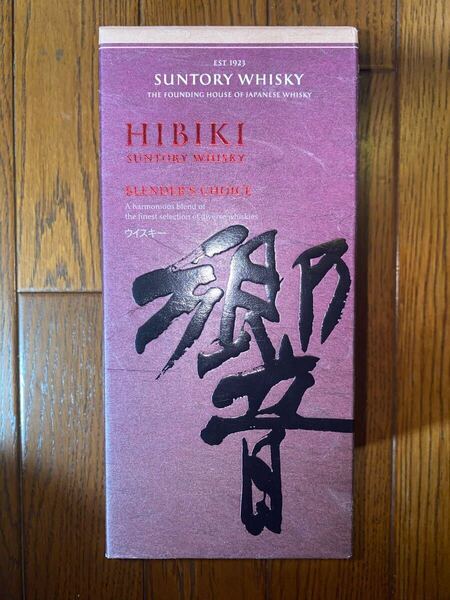 EST 1923
SUNTORY WHISKY
THE FOUNDING HOUSE OF JAPANESE WHISKY
HIBIKI
SUNTORY WHISKY
BLENDER'S CHOICE
A harmonious blend of
the finest selection of diverse whiskies
ウイスキー
響